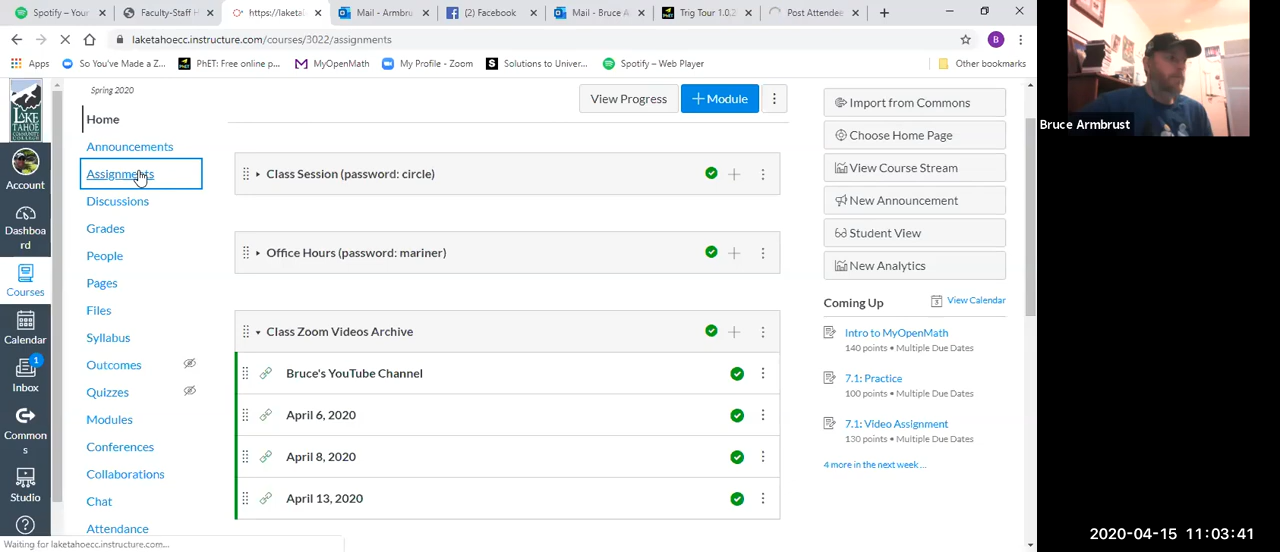 Spotify – Your
Faculty-Staff H
https://laketa
Mail - Armbru
(2) Facebook
Mail - Bruce A
Trig Tour 1.0.2
Post Attendee
laketahoecc.instructure.com/courses/3022/assignments
B
Apps
So You've Made a Z...
PhET: Free online p...
MyOpenMath
My Profile - Zoom
Solutions to Univer...
Spotify – Web Player
Other bookmarks
LAKE TAHOE
Account
Dashboa
rd
Courses
Calendar
1
Inbox
Common
s
Studio
Spring 2020
Home
Announcements
Assignments
Discussions
Grades
People
Pages
Files
Syllabus
Outcomes
Quizzes
Modules
Conferences
Collaborations
Chat
Attendance
Waiting for laketahoecc.instructure.com...
View Progress
+ Module
Class Session (password: circle)
Office Hours (password: mariner)
Class Zoom Videos Archive
Bruce's YouTube Channel
April 6, 2020
April 8, 2020
April 13, 2020
Import from Commons
Choose Home Page
View Course Stream
New Announcement
Student View
New Analytics
Coming Up
View Calendar
Intro to MyOpenMath
140 points • Multiple Due Dates
7.1: Practice
100 points • Multiple Due Dates
7.1: Video Assignment
130 points • Multiple Due Dates
4 more in the next week ...
Bruce Armbrust
2020-04-15 11:03:41